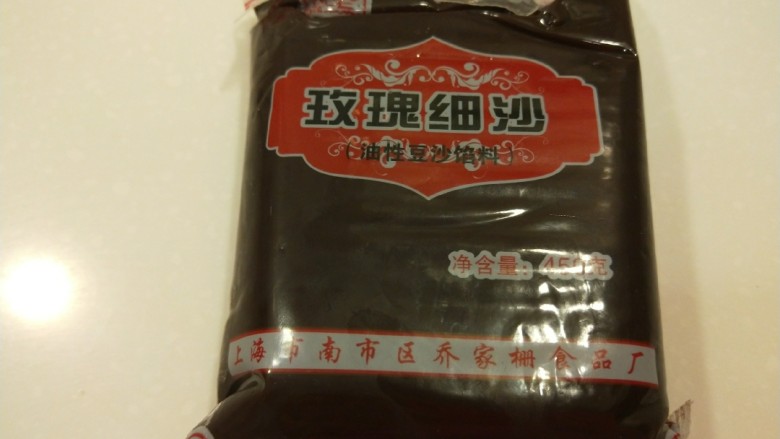 玫瑰细沙
（油性豆沙馅料）
净含量：450克
上海市南市区乔家栅食品厂